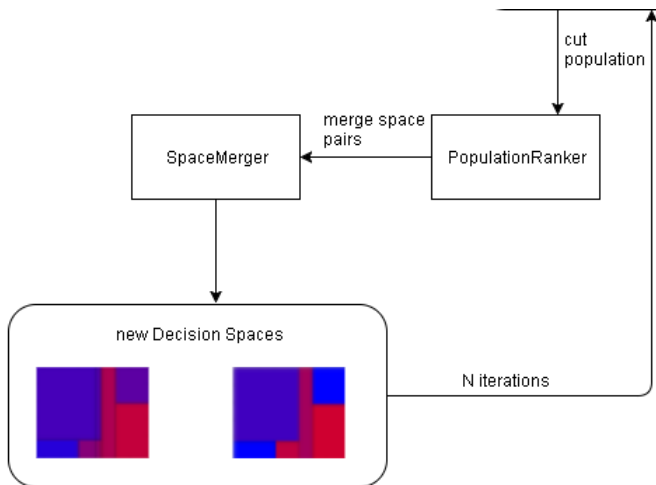 cut
population
merge space
pairs
SpaceMerger
PopulationRanker
new Decision Spaces
N iterations